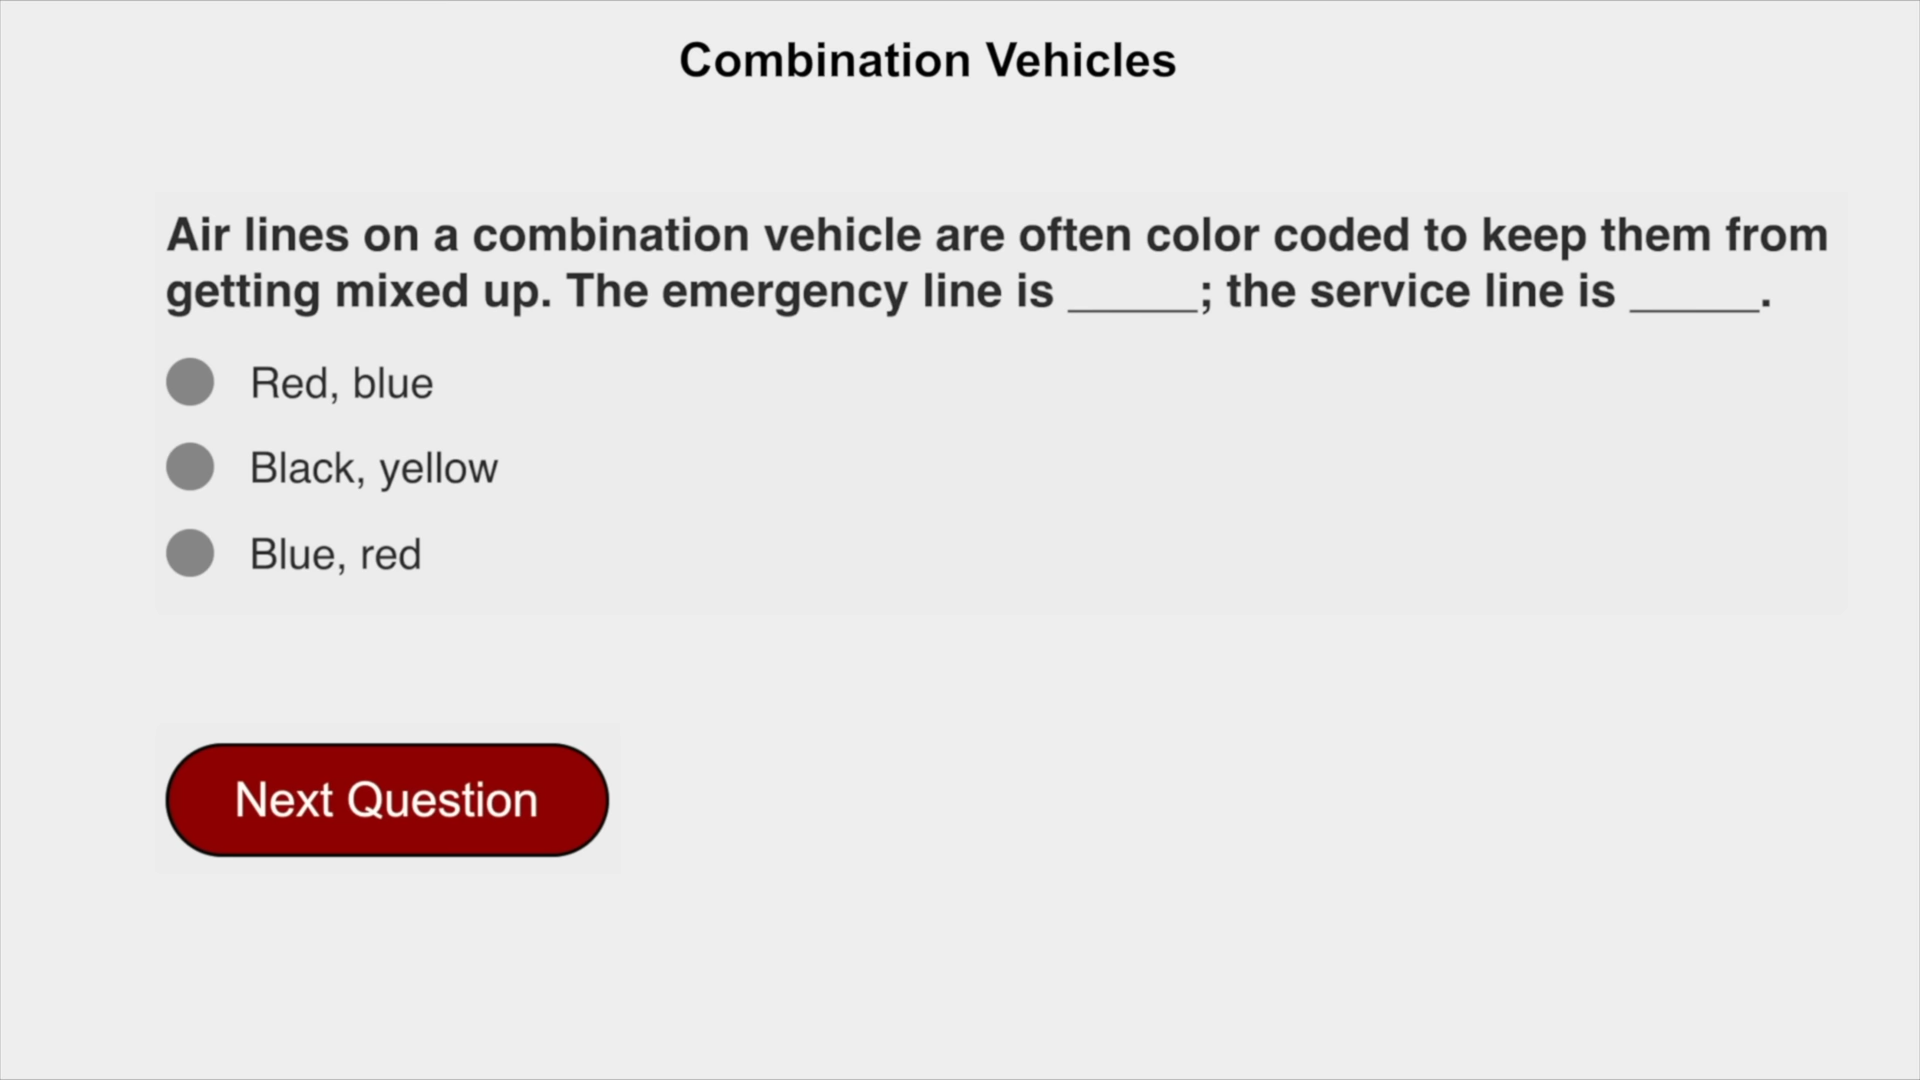 Combination Vehicles
Air lines on a combination vehicle are often color coded to keep them from
getting mixed up. The emergency line is _____; the service line is _____.
Red, blue
Black, yellow
Blue, red
Next Question